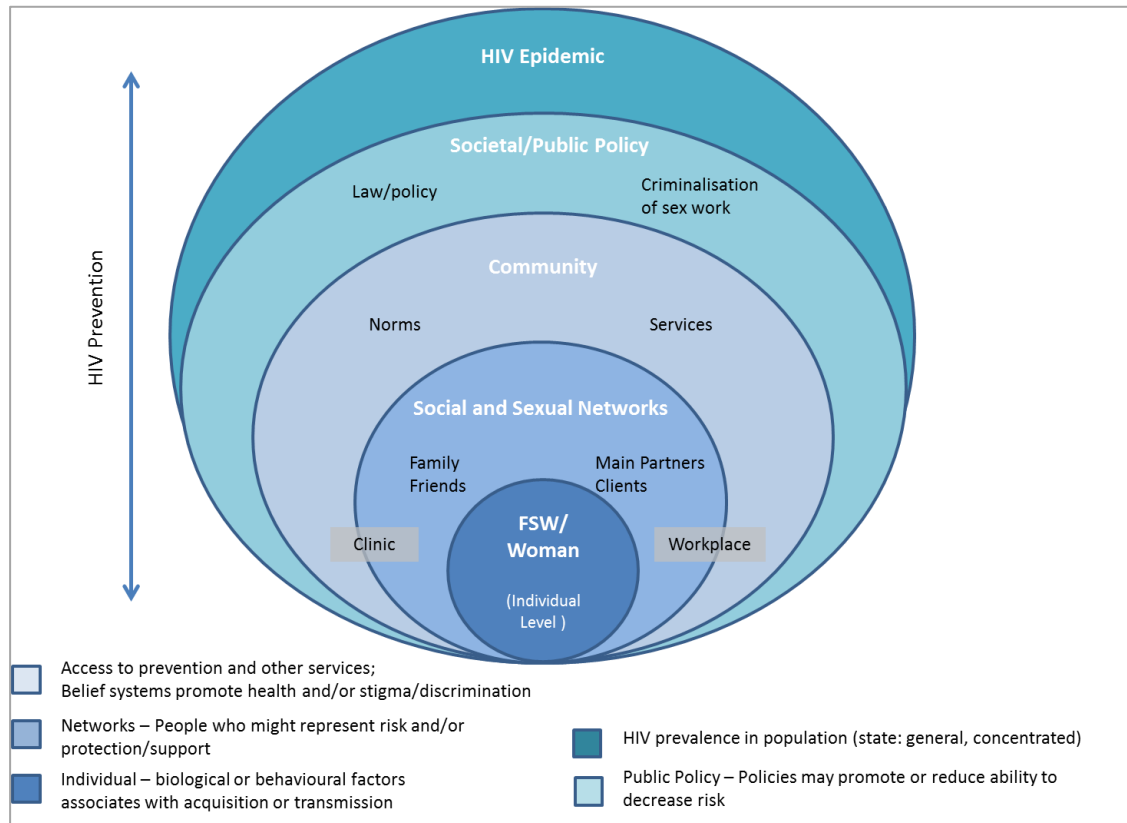 HIV Epidemic
Societal/Public Policy
Law/policy
Criminalisation
of sex work
Community
Norms
Services
HIV Prevention
Social and Sexual Networks
Family
Friends
Main Partners
Clients
FSW/
Woman
Clinic
Workplace
(Individual
Level )
Access to prevention and other services;
Belief systems promote health and/or stigma/discrimination
Networks – People who might represent risk and/or
protection/support
Individual – biological or behavioural factors
associates with acquisition or transmission
HIV prevalence in population (state: general, concentrated)
Public Policy – Policies may promote or reduce ability to
decrease risk